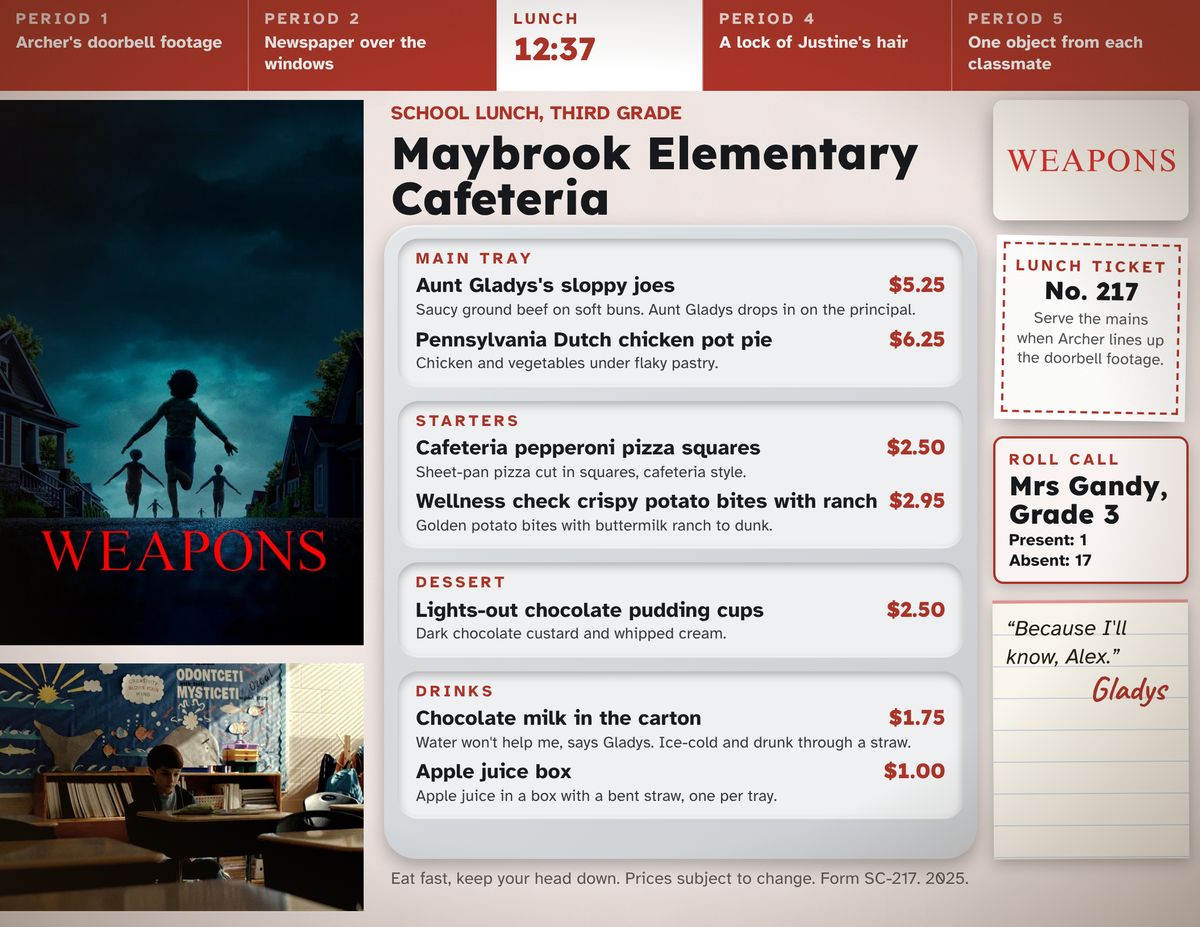 PERIOD 1
Archer's doorbell footage
PERIOD 2
Newspaper over the
windows
LUNCH
12:37
PERIOD 4
A lock of Justine's hair
PERIOD 5
One object from each
classmate
WEAPONS
ODONTCETI
MYSTICETI
CREATIVITY
SCHOOL LUNCH, THIRD GRADE
Maybrook Elementary
Cafeteria
MAIN TRAY
Aunt Gladys's sloppy joes $5.25
Saucy ground beef on soft buns. Aunt Gladys drops in on the principal.
Pennsylvania Dutch chicken pot pie $6.25
Chicken and vegetables under flaky pastry.
STARTERS
Cafeteria pepperoni pizza squares $2.50
Sheet-pan pizza cut in squares, cafeteria style.
Wellness check crispy potato bites with ranch $2.95
Golden potato bites with buttermilk ranch to dunk.
DESSERT
Lights-out chocolate pudding cups $2.50
Dark chocolate custard and whipped cream.
DRINKS
Chocolate milk in the carton $1.75
Water won't help me, says Gladys. Ice-cold and drunk through a straw.
Apple juice box $1.00
Apple juice in a box with a bent straw, one per tray.
Eat fast, keep your head down. Prices subject to change. Form SC-217. 2025.
WEAPONS
LUNCH TICKET
No. 217
Serve the mains
when Archer lines up
the doorbell footage.
ROLL CALL
Mrs Gandy,
Grade 3
Present: 1
Absent: 17
“Because I'll
know, Alex.”
Gladys